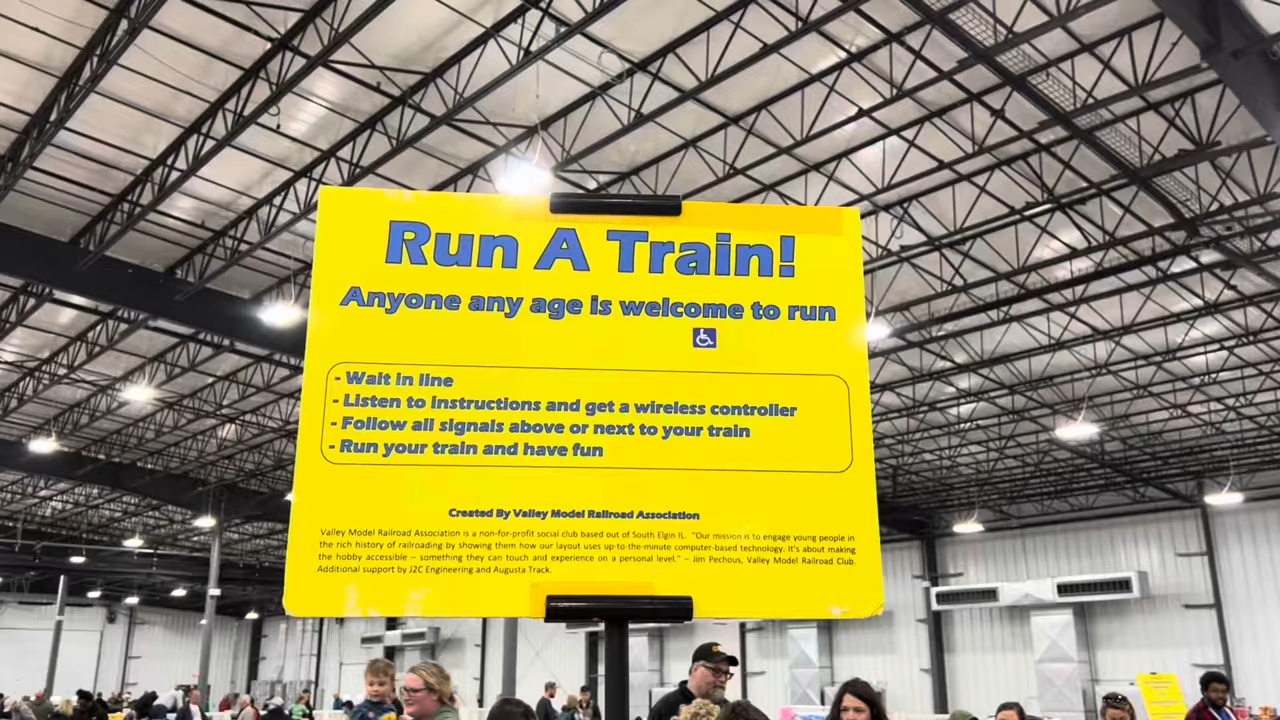 Run A Train!
Anyone any age is welcome to run
- Wait in line
- Listen to instructions and get a wireless controller
- Follow all signals above or next to your train
- Run your train and have fun
Created By Valley Model Railroad Association
Valley Model Railroad Association is a non-for-profit social club based out of South Elgin IL. "Our mission is to engage young people in
the rich history of railroading by showing them how our layout uses up-to-the-minute computer-based technology. It's about making
the hobby accessible – something they can touch and experience on a personal level." – Jim Pechous, Valley Model Railroad Club.
Additional support by J2C Engineering and Augusta Track.